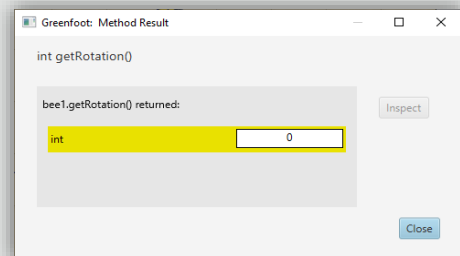 Greenfoot: Method Result
int getRotation()
bee1.getRotation() returned:
Inspect
int 0
Close